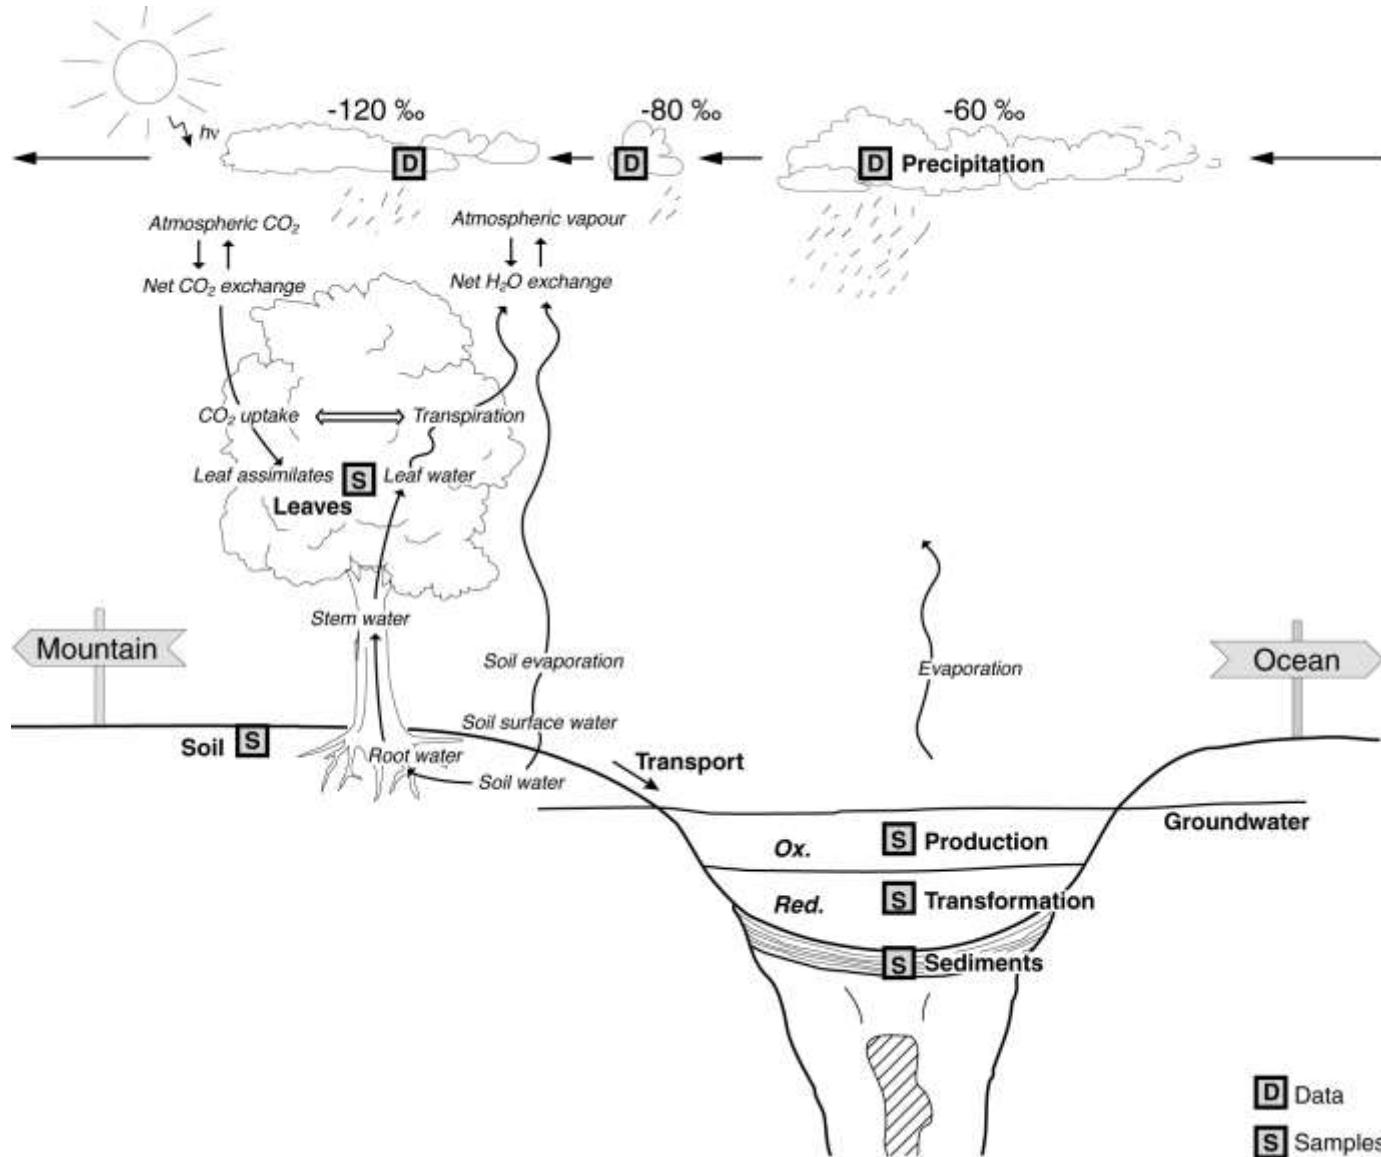 -120 ‰
-80 ‰
-60 ‰
hν
D
D
D Precipitation
Atmospheric CO₂
Atmospheric vapour
Net CO₂ exchange
Net H₂O exchange
CO₂ uptake
Transpiration
Leaf assimilates
S
Leaf water
Leaves
Stem water
Mountain
Soil evaporation
Evaporation
Ocean
Soil surface water
Soil S
Root water
Transport
Soil water
Groundwater
Ox.
S Production
Red.
S Transformation
S Sediments
D Data
S Samples